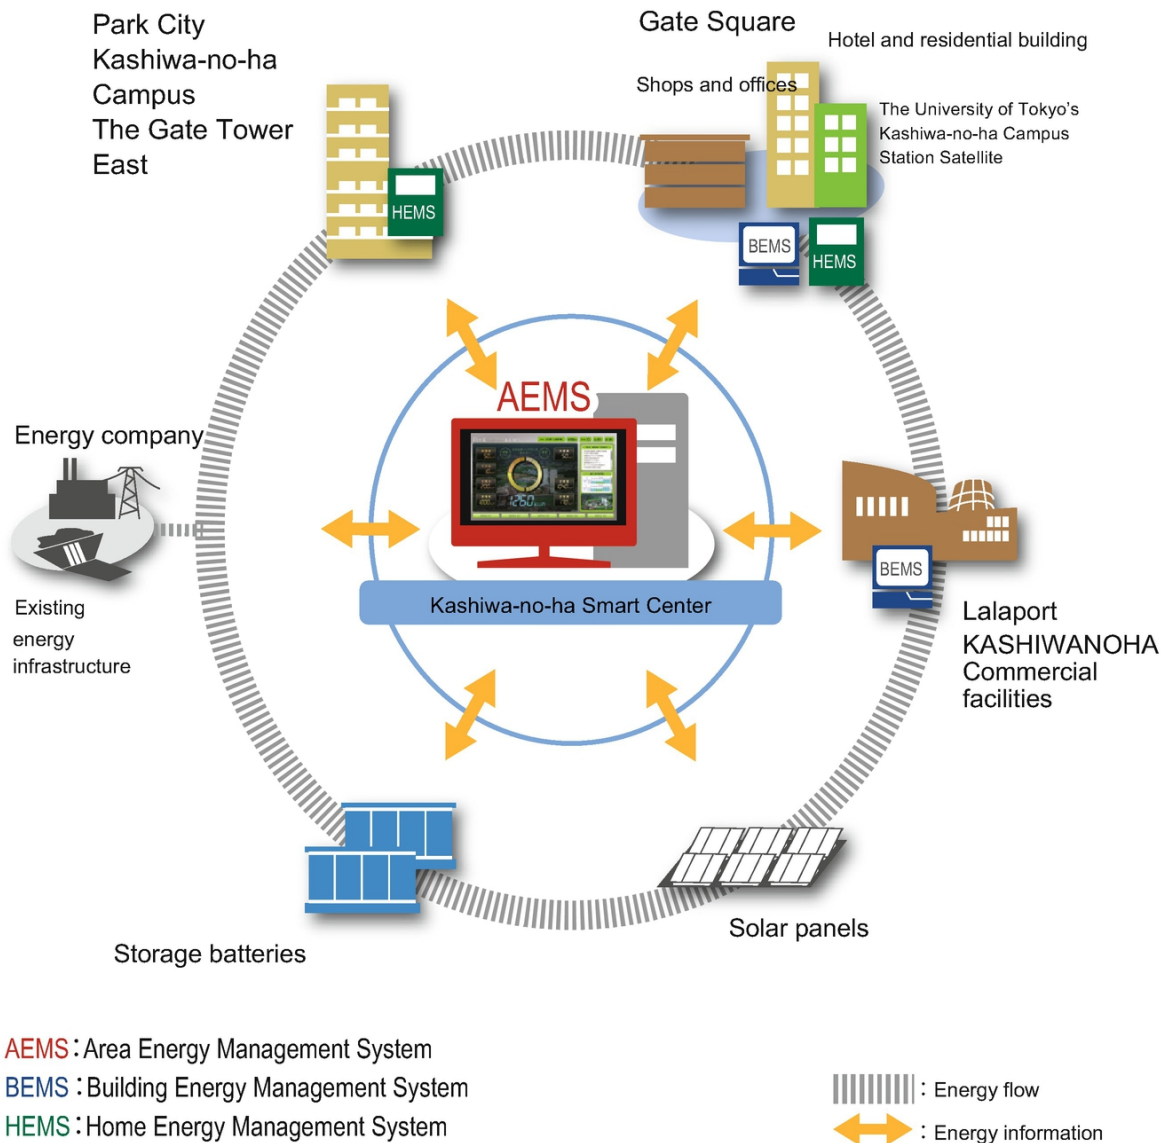 Park City
Kashiwa-no-ha
Campus
The Gate Tower
East
HEMS
Gate Square
Hotel and residential building
Shops and offices
The University of Tokyo's
Kashiwa-no-ha Campus
Station Satellite
BEMS
HEMS
AEMS
1260
Energy company
Existing
energy
infrastructure
Kashiwa-no-ha Smart Center
BEMS
Lalaport
KASHIWANOHA
Commercial
facilities
Storage batteries
Solar panels
AEMS : Area Energy Management System
BEMS : Building Energy Management System
HEMS : Home Energy Management System
: Energy flow
: Energy information